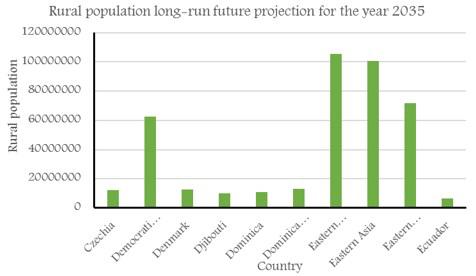 Rural population long-run future projection for the year 2035
120000000
100000000
80000000
60000000
40000000
20000000
0
Rural population
Czechia
Democrati…
Denmark
Djibouti
Dominica
Dominica…
Eastern…
Eastern Asia
Eastern…
Ecuador
Country